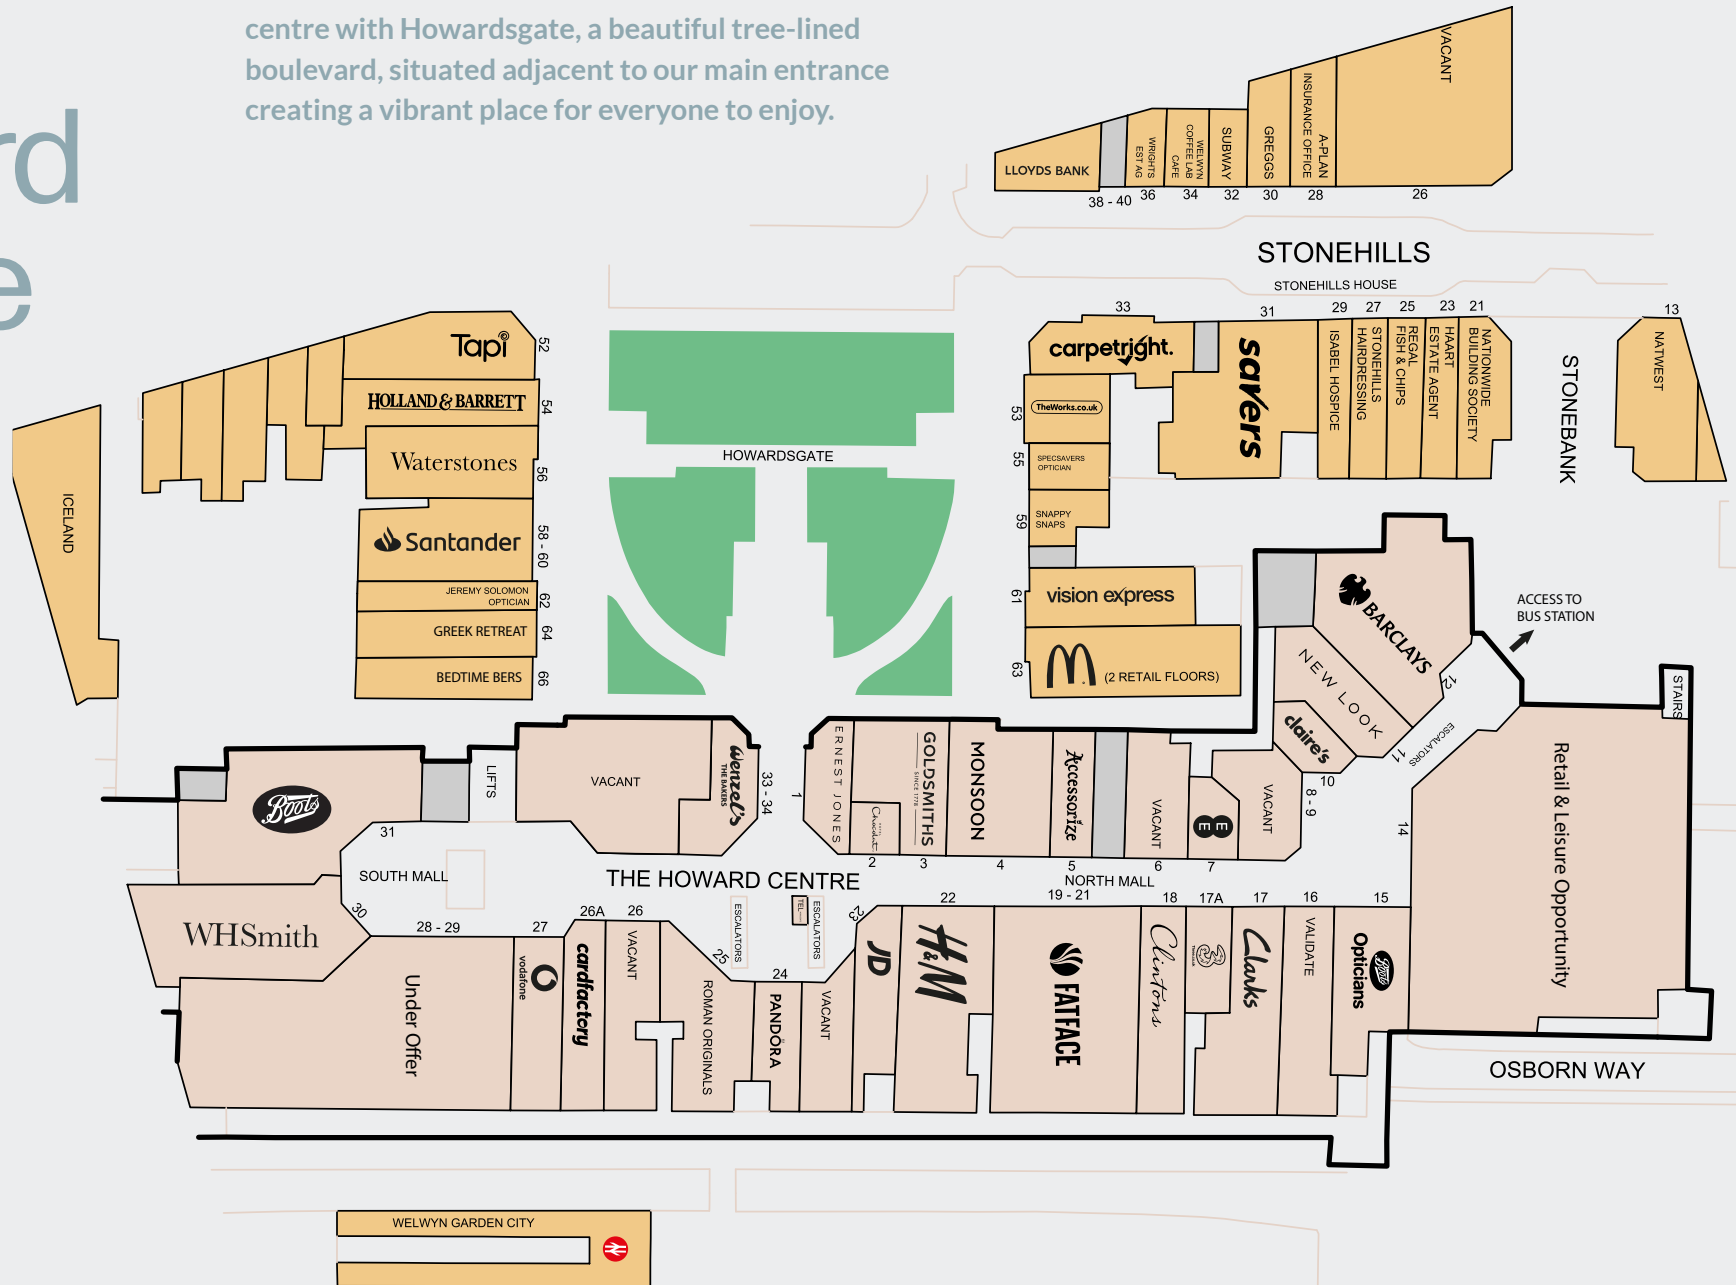 centre with Howardsgate, a beautiful tree-lined
boulevard, situated adjacent to our main entrance
creating a vibrant place for everyone to enjoy.
rd
e
VACANT
26
A-PLAN
INSURANCE OFFICE
28
GREGGS
30
SUBWAY
32
WELWYN
COFFEE LAB
CAFE
34
WRIGHTS
EST AG
36
38 - 40
LLOYDS BANK
STONEHILLS
STONEHILLS HOUSE
33
carpetright.
31
savers
29
ISABEL HOSPICE
27
STONEHILLS
HAIRDRESSING
25
REGAL
FISH & CHIPS
23
HAART
ESTATE AGENT
21
NATIONWIDE
BUILDING SOCIETY
STONEBANK
13
NATWEST
53
TheWorks.co.uk
55
SPECSAVERS
OPTICIAN
59
SNAPPY
SNAPS
61
vision express
63
(2 RETAIL FLOORS)
HOWARDSGATE
Tapi
52
HOLLAND & BARRETT
54
Waterstones
56
Santander
58 - 60
JEREMY SOLOMON
OPTICIAN
62
GREEK RETREAT
64
BEDTIME BERS
66
ICELAND
ACCESS TO
BUS STATION
BARCLAYS
12
NEW LOOK
11
ESCALATORS
claire's
10
STAIRS
Retail & Leisure Opportunity
14
VACANT
8 - 9
EE
7
VACANT
6
Accessorize
5
MONSOON
4
GOLDSMITHS
SINCE 1778
3
Chocolat
2
ERNEST JONES
1
Wenzel's
THE BAKERS
33 - 34
VACANT
LIFTS
Boots
31
SOUTH MALL
THE HOWARD CENTRE
NORTH MALL
WHSmith
30
28 - 29
Under Offer
27
vodafone
26A
cardfactory
26
VACANT
25
ROMAN ORIGINALS
ESCALATORS
TEL
ESCALATORS
24
PANDORA
VACANT
23
JD
22
H&M
19 - 21
FATFACE
18
Clintons
17A
17
Clarks
16
VALIDATE
15
Boots
Opticians
OSBORN WAY
WELWYN GARDEN CITY